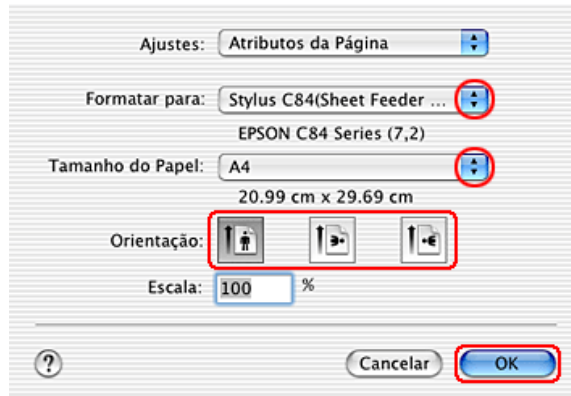 Ajustes: Atributos da Página
Formatar para: Stylus C84(Sheet Feeder ...
EPSON C84 Series (7,2)
Tamanho do Papel: A4
20.99 cm x 29.69 cm
Orientação:
Escala: 100 %
? Cancelar OK